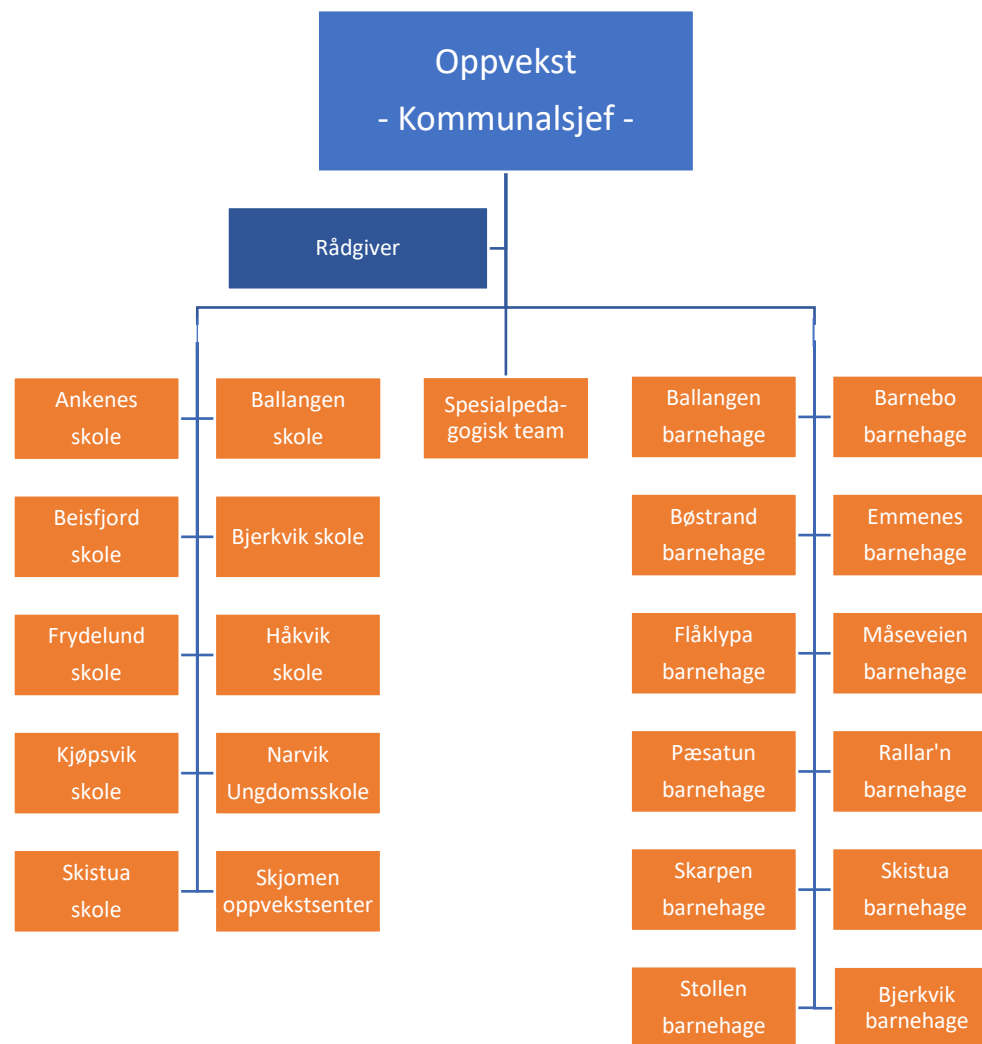 Oppvekst
- Kommunalsjef -
Rådgiver
Ankenes
skole
Ballangen
skole
Beisfjord
skole
Bjerkvik skole
Frydelund
skole
Håkvik
skole
Kjøpsvik
skole
Narvik
Ungdomsskole
Skistua
skole
Skjomen
oppvekstsenter
Spesialpeda-
gogisk team
Ballangen
barnehage
Barnebo
barnehage
Bøstrand
barnehage
Emmenes
barnehage
Flåklypa
barnehage
Måseveien
barnehage
Pæsatun
barnehage
Rallar'n
barnehage
Skarpen
barnehage
Skistua
barnehage
Stollen
barnehage
Bjerkvik
barnehage